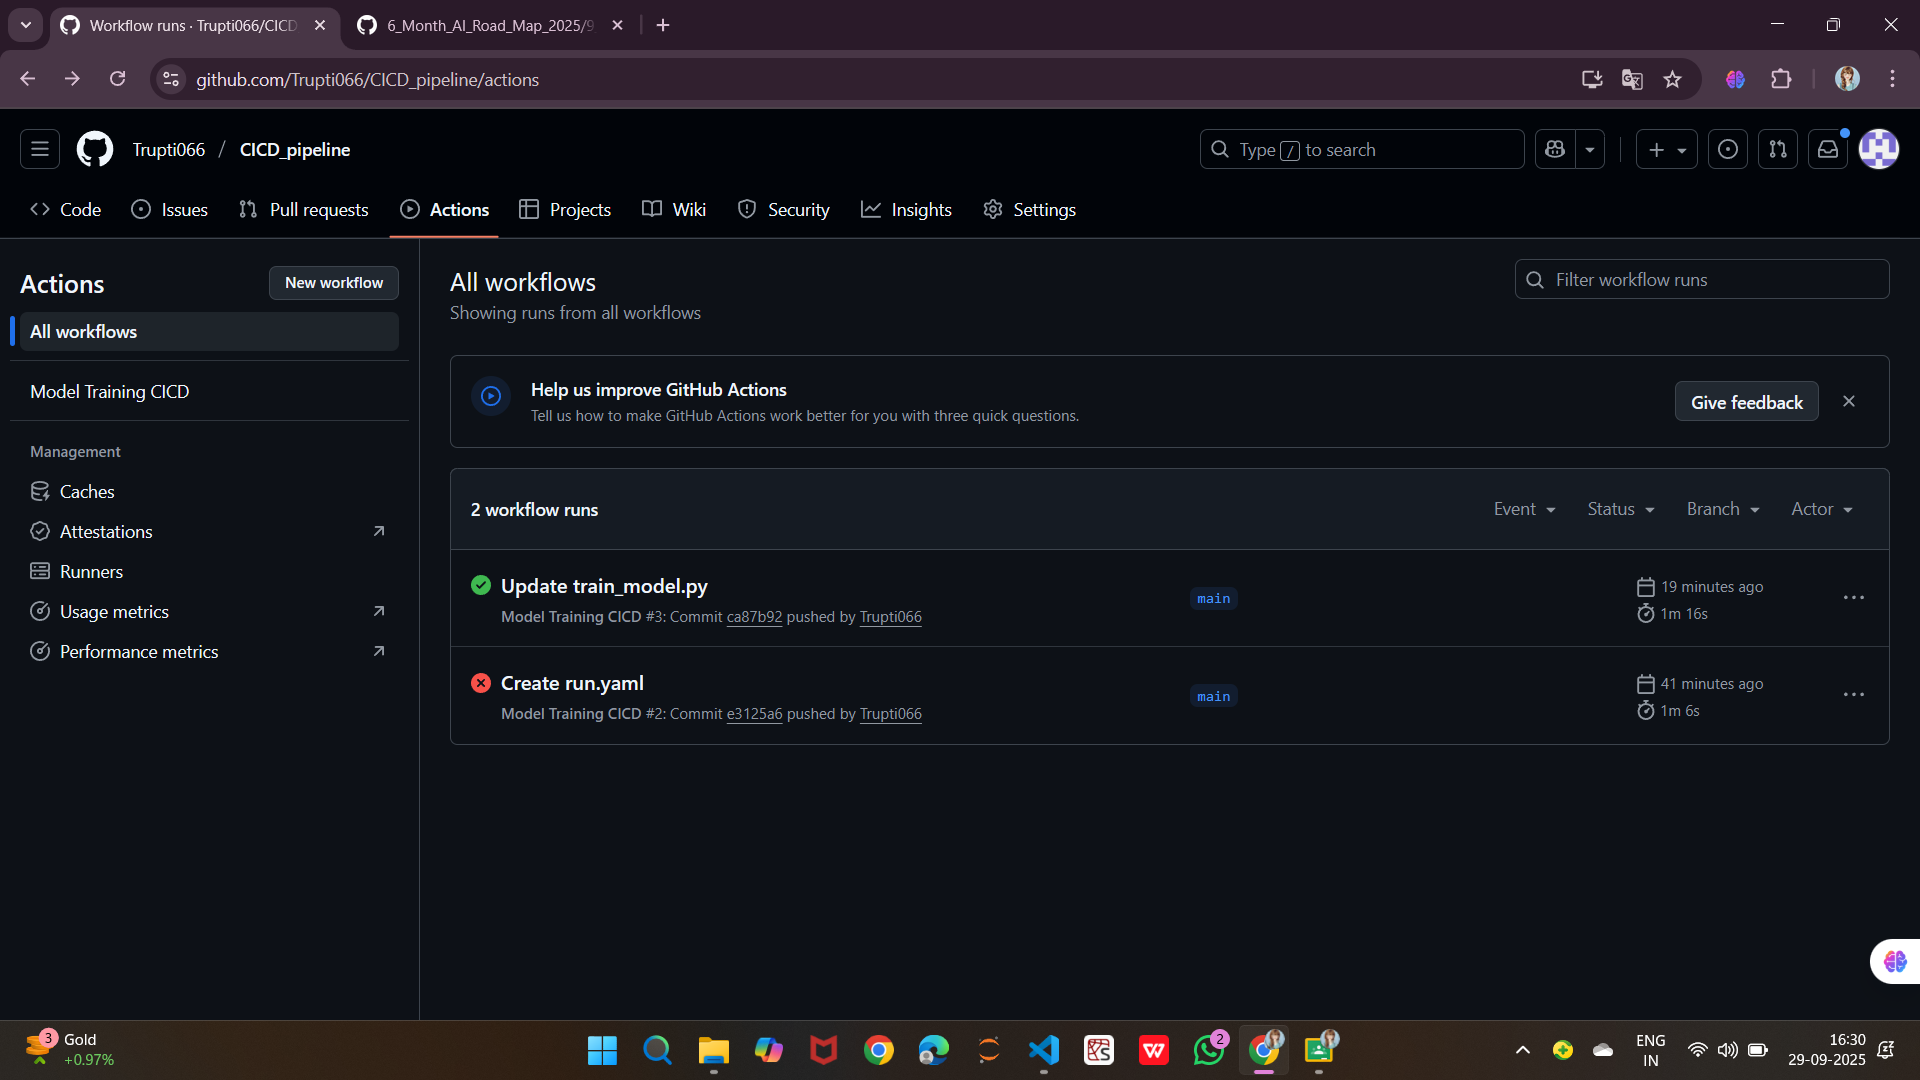 Workflow runs · Trupti066/CICD
6_Month_AI_Road_Map_2025/9
github.com/Trupti066/CICD_pipeline/actions
Trupti066 / CICD_pipeline
Type / to search
Code
Issues
Pull requests
Actions
Projects
Wiki
Security
Insights
Settings
Actions
New workflow
All workflows
Model Training CICD
Management
Caches
Attestations
Runners
Usage metrics
Performance metrics
All workflows
Showing runs from all workflows
Filter workflow runs
Help us improve GitHub Actions
Tell us how to make GitHub Actions work better for you with three quick questions.
Give feedback
2 workflow runs
Event
Status
Branch
Actor
Update train_model.py
Model Training CICD #3: Commit ca87b92 pushed by Trupti066
main
19 minutes ago
1m 16s
Create run.yaml
Model Training CICD #2: Commit e3125a6 pushed by Trupti066
main
41 minutes ago
1m 6s
3
Gold
+0.97%
W
2
ENG
IN
16:30
29-09-2025